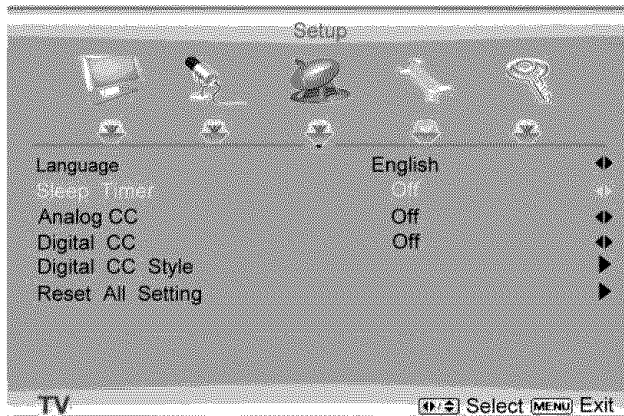 Setup
Language English
Sleep Timer Off
Analog CC Off
Digital CC Off
Digital CC Style
Reset All Setting
TV Select MENU Exit